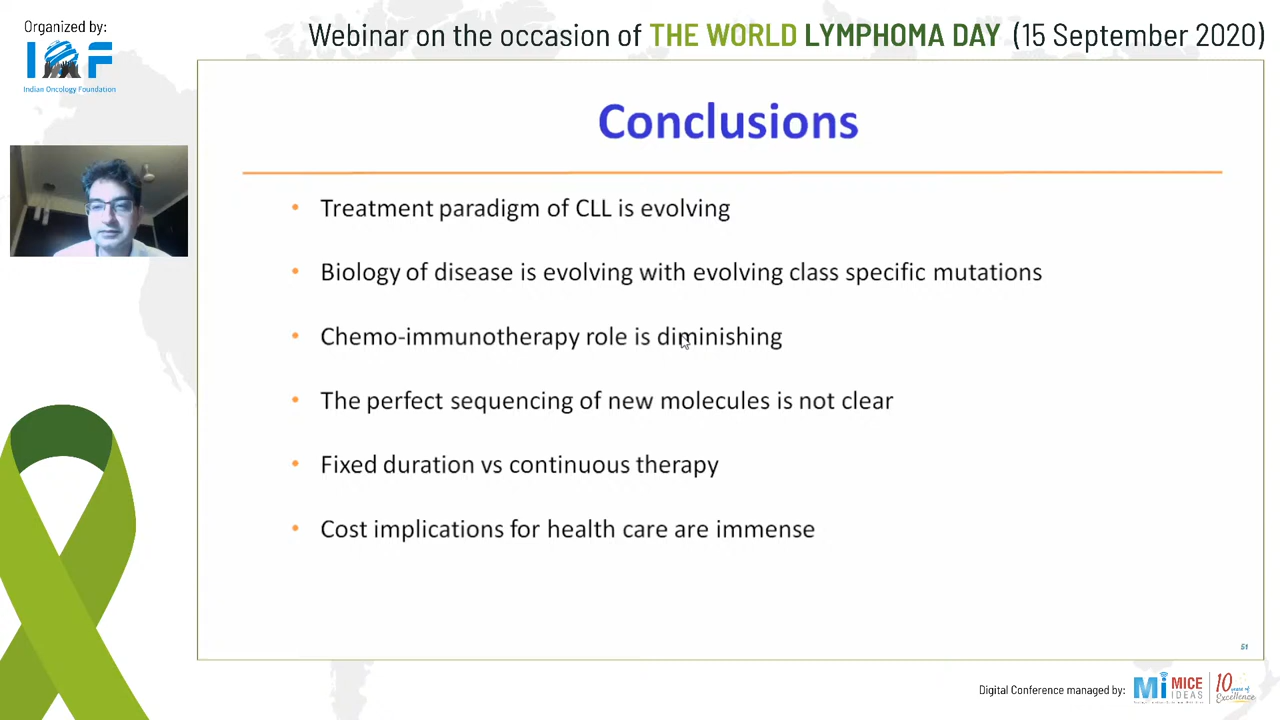 Organized by:
IOF
Indian Oncology Foundation
Webinar on the occasion of THE WORLD LYMPHOMA DAY (15 September 2020)
Conclusions
• Treatment paradigm of CLL is evolving
• Biology of disease is evolving with evolving class specific mutations
• Chemo-immunotherapy role is diminishing
• The perfect sequencing of new molecules is not clear
• Fixed duration vs continuous therapy
• Cost implications for health care are immense
51
Digital Conference managed by:
Mi MICE
IDEAS
10 years of
Excellence